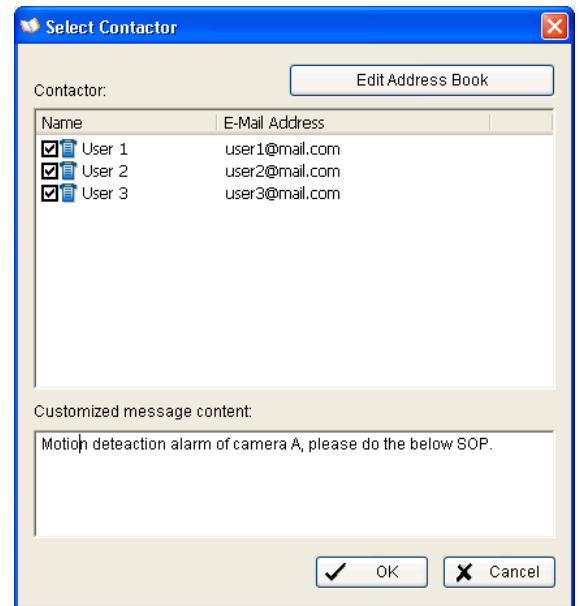 Select Contactor
Edit Address Book
Contactor:
Name E-Mail Address
User 1 user1@mail.com
User 2 user2@mail.com
User 3 user3@mail.com
Customized message content:
Motion deteaction alarm of camera A, please do the below SOP.
OK Cancel